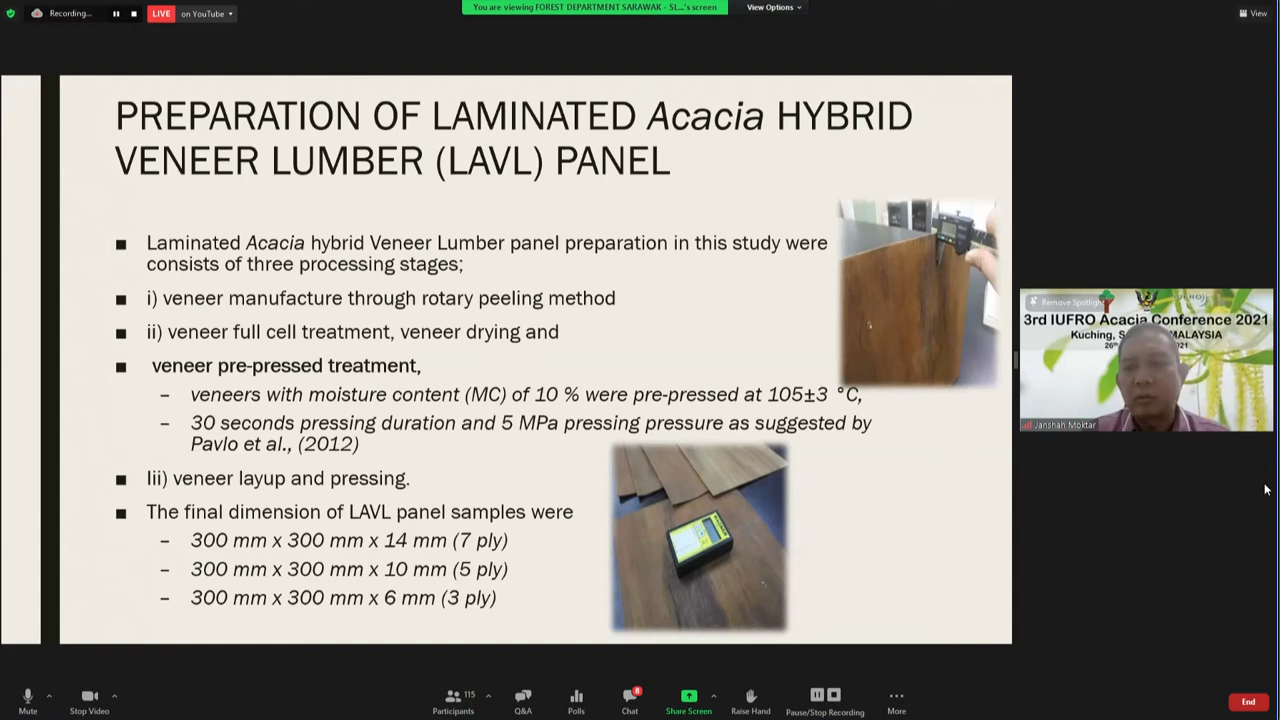 Recording...
LIVE on YouTube
You are viewing FOREST DEPARTMENT SARAWAK - SL...'s screen
View Options
View
PREPARATION OF LAMINATED Acacia HYBRID
VENEER LUMBER (LAVL) PANEL
■ Laminated Acacia hybrid Veneer Lumber panel preparation in this study were
consists of three processing stages;
■ i) veneer manufacture through rotary peeling method
■ ii) veneer full cell treatment, veneer drying and
■ veneer pre-pressed treatment,
– veneers with moisture content (MC) of 10 % were pre-pressed at 105±3 °C,
– 30 seconds pressing duration and 5 MPa pressing pressure as suggested by
Pavlo et al., (2012)
■ Iii) veneer layup and pressing.
■ The final dimension of LAVL panel samples were
– 300 mm x 300 mm x 14 mm (7 ply)
– 300 mm x 300 mm x 10 mm (5 ply)
– 300 mm x 300 mm x 6 mm (3 ply)
Remove Spotlight
3rd IUFRO Acacia Conference 2021
Kuching, MALAYSIA
Janshah Moktar
Mute
Stop Video
Participants 115
Q&A
Polls
Chat 8
Share Screen
Raise Hand
Pause/Stop Recording
More
End